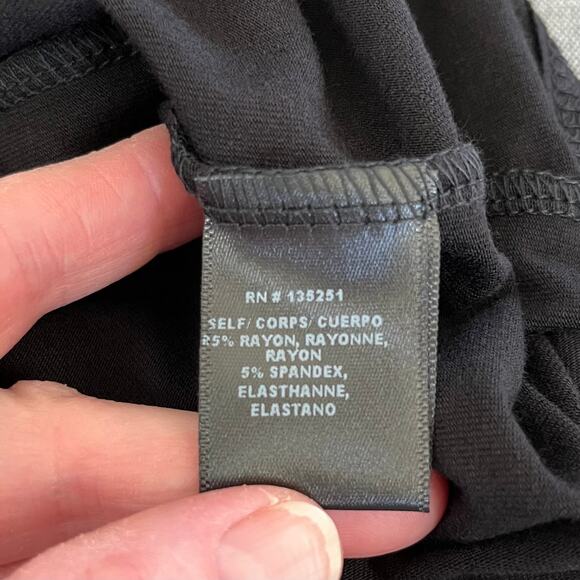 RN # 135251
SELF/ CORPS/ CUERPO
RAYON, RAYONNE,
RAYON
5% SPANDEX,
ELASTHANNE,
ELASTANO